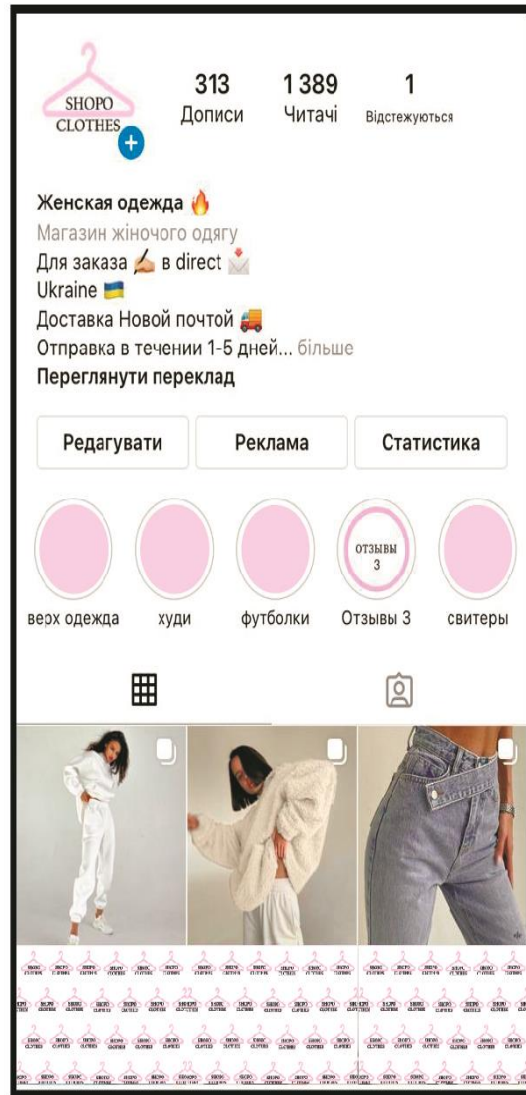 SHOPO
CLOTHES
313
Дописи
1 389
Читачі
1
Відстежуються
Женская одежда 🔥
Магазин жіночого одягу
Для заказа ✍🏻 в direct 📩
Ukraine 🇺🇦
Доставка Новой почтой 🚚
Отправка в течении 1-5 дней... більше
Переглянути переклад
Редагувати
Реклама
Статистика
отзывы
3
верх одежда
худи
футболки
Отзывы 3
свитеры